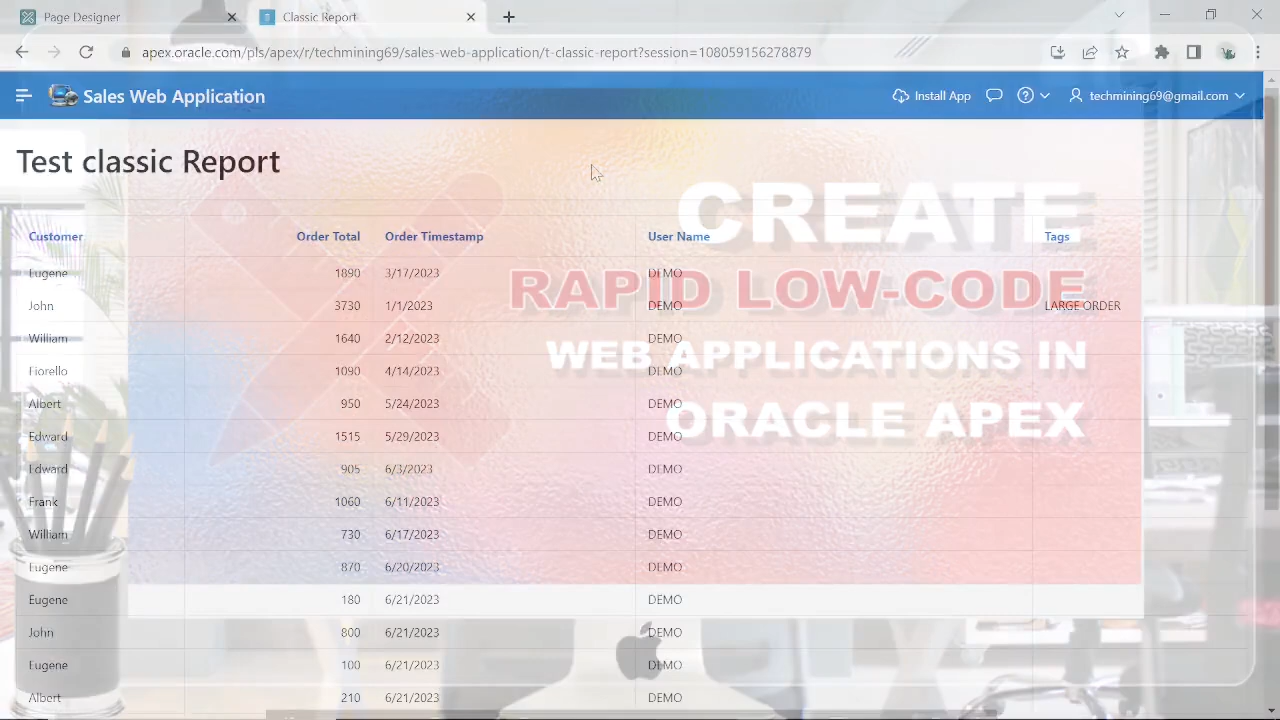 Page Designer
Classic Report
apex.oracle.com/pls/apex/r/techmining69/sales-web-application/t-classic-report?session=108059156278879
Sales Web Application
Install App
techmining69@gmail.com
Test classic Report
CREATE
RAPID LOW-CODE
WEB APPLICATIONS IN
ORACLE APEX
Customer Order Total Order Timestamp User Name Tags
Eugene 1890 3/17/2023 DEMO
John 3730 1/1/2023 DEMO LARGE ORDER
William 1640 2/12/2023 DEMO
Fiorello 1090 4/14/2023 DEMO
Albert 950 5/24/2023 DEMO
Edward 1515 5/29/2023 DEMO
Edward 905 6/3/2023 DEMO
Frank 1060 6/11/2023 DEMO
William 730 6/17/2023 DEMO
Eugene 870 6/20/2023 DEMO
Eugene 180 6/21/2023 DEMO
John 800 6/21/2023 DEMO
Eugene 100 6/21/2023 DEMO
Albert 210 6/21/2023 DEMO